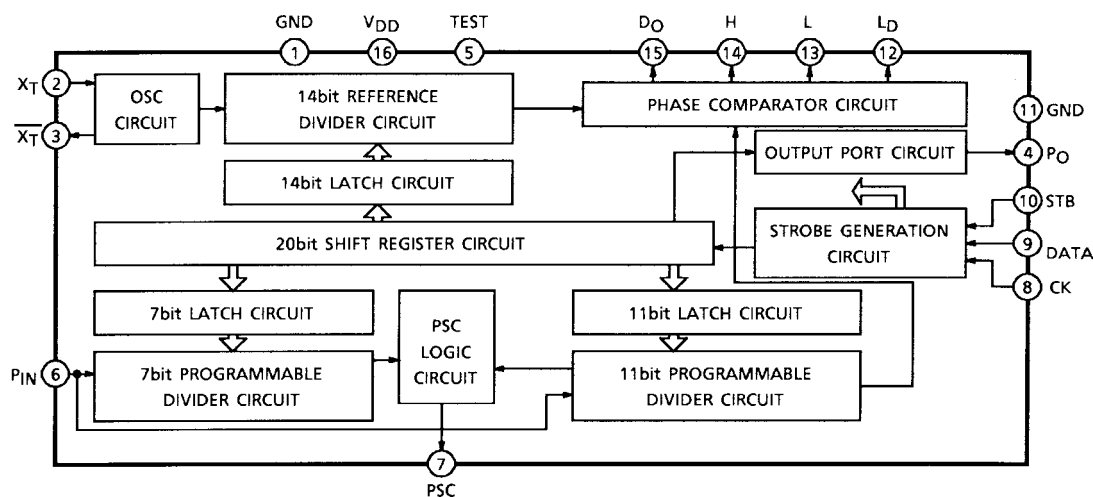 GND
VDD
TEST
DO
H
L
LD
1
16
5
15
14
13
12
XT
2
OSC
CIRCUIT
14bit REFERENCE
DIVIDER CIRCUIT
PHASE COMPARATOR CIRCUIT
11
GND
XT
3
OUTPUT PORT CIRCUIT
4
PO
14bit LATCH CIRCUIT
10
STB
20bit SHIFT REGISTER CIRCUIT
STROBE GENERATION
CIRCUIT
9
DATA
8
CK
7bit LATCH CIRCUIT
PSC
LOGIC
CIRCUIT
11bit LATCH CIRCUIT
PIN
6
7bit PROGRAMMABLE
DIVIDER CIRCUIT
11bit PROGRAMMABLE
DIVIDER CIRCUIT
7
PSC